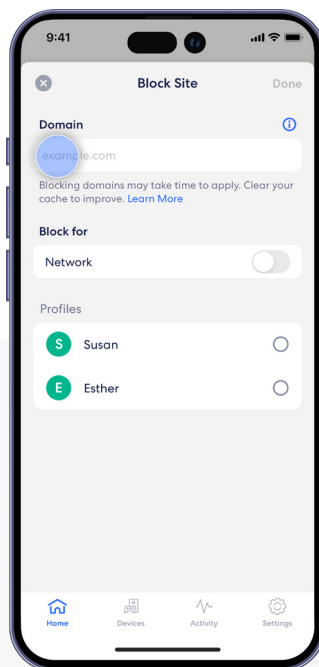 9:41
Block Site
Done
Domain
example.com
Blocking domains may take time to apply. Clear your
cache to improve. Learn More
Block for
Network
Profiles
S Susan
E Esther
Home Devices Activity Settings